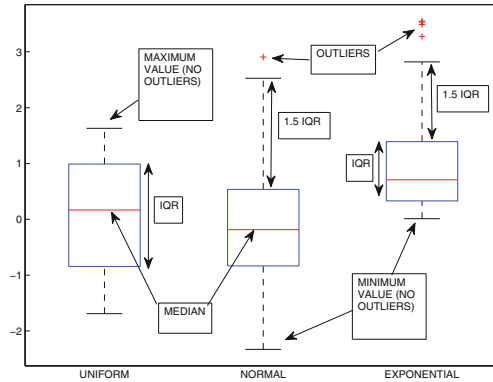 MAXIMUM
VALUE (NO
OUTLIERS)
OUTLIERS
1.5 IQR
1.5 IQR
IQR
IQR
MEDIAN
MINIMUM
VALUE (NO
OUTLIERS)
3
2
1
0
−1
−2
UNIFORM NORMAL EXPONENTIAL